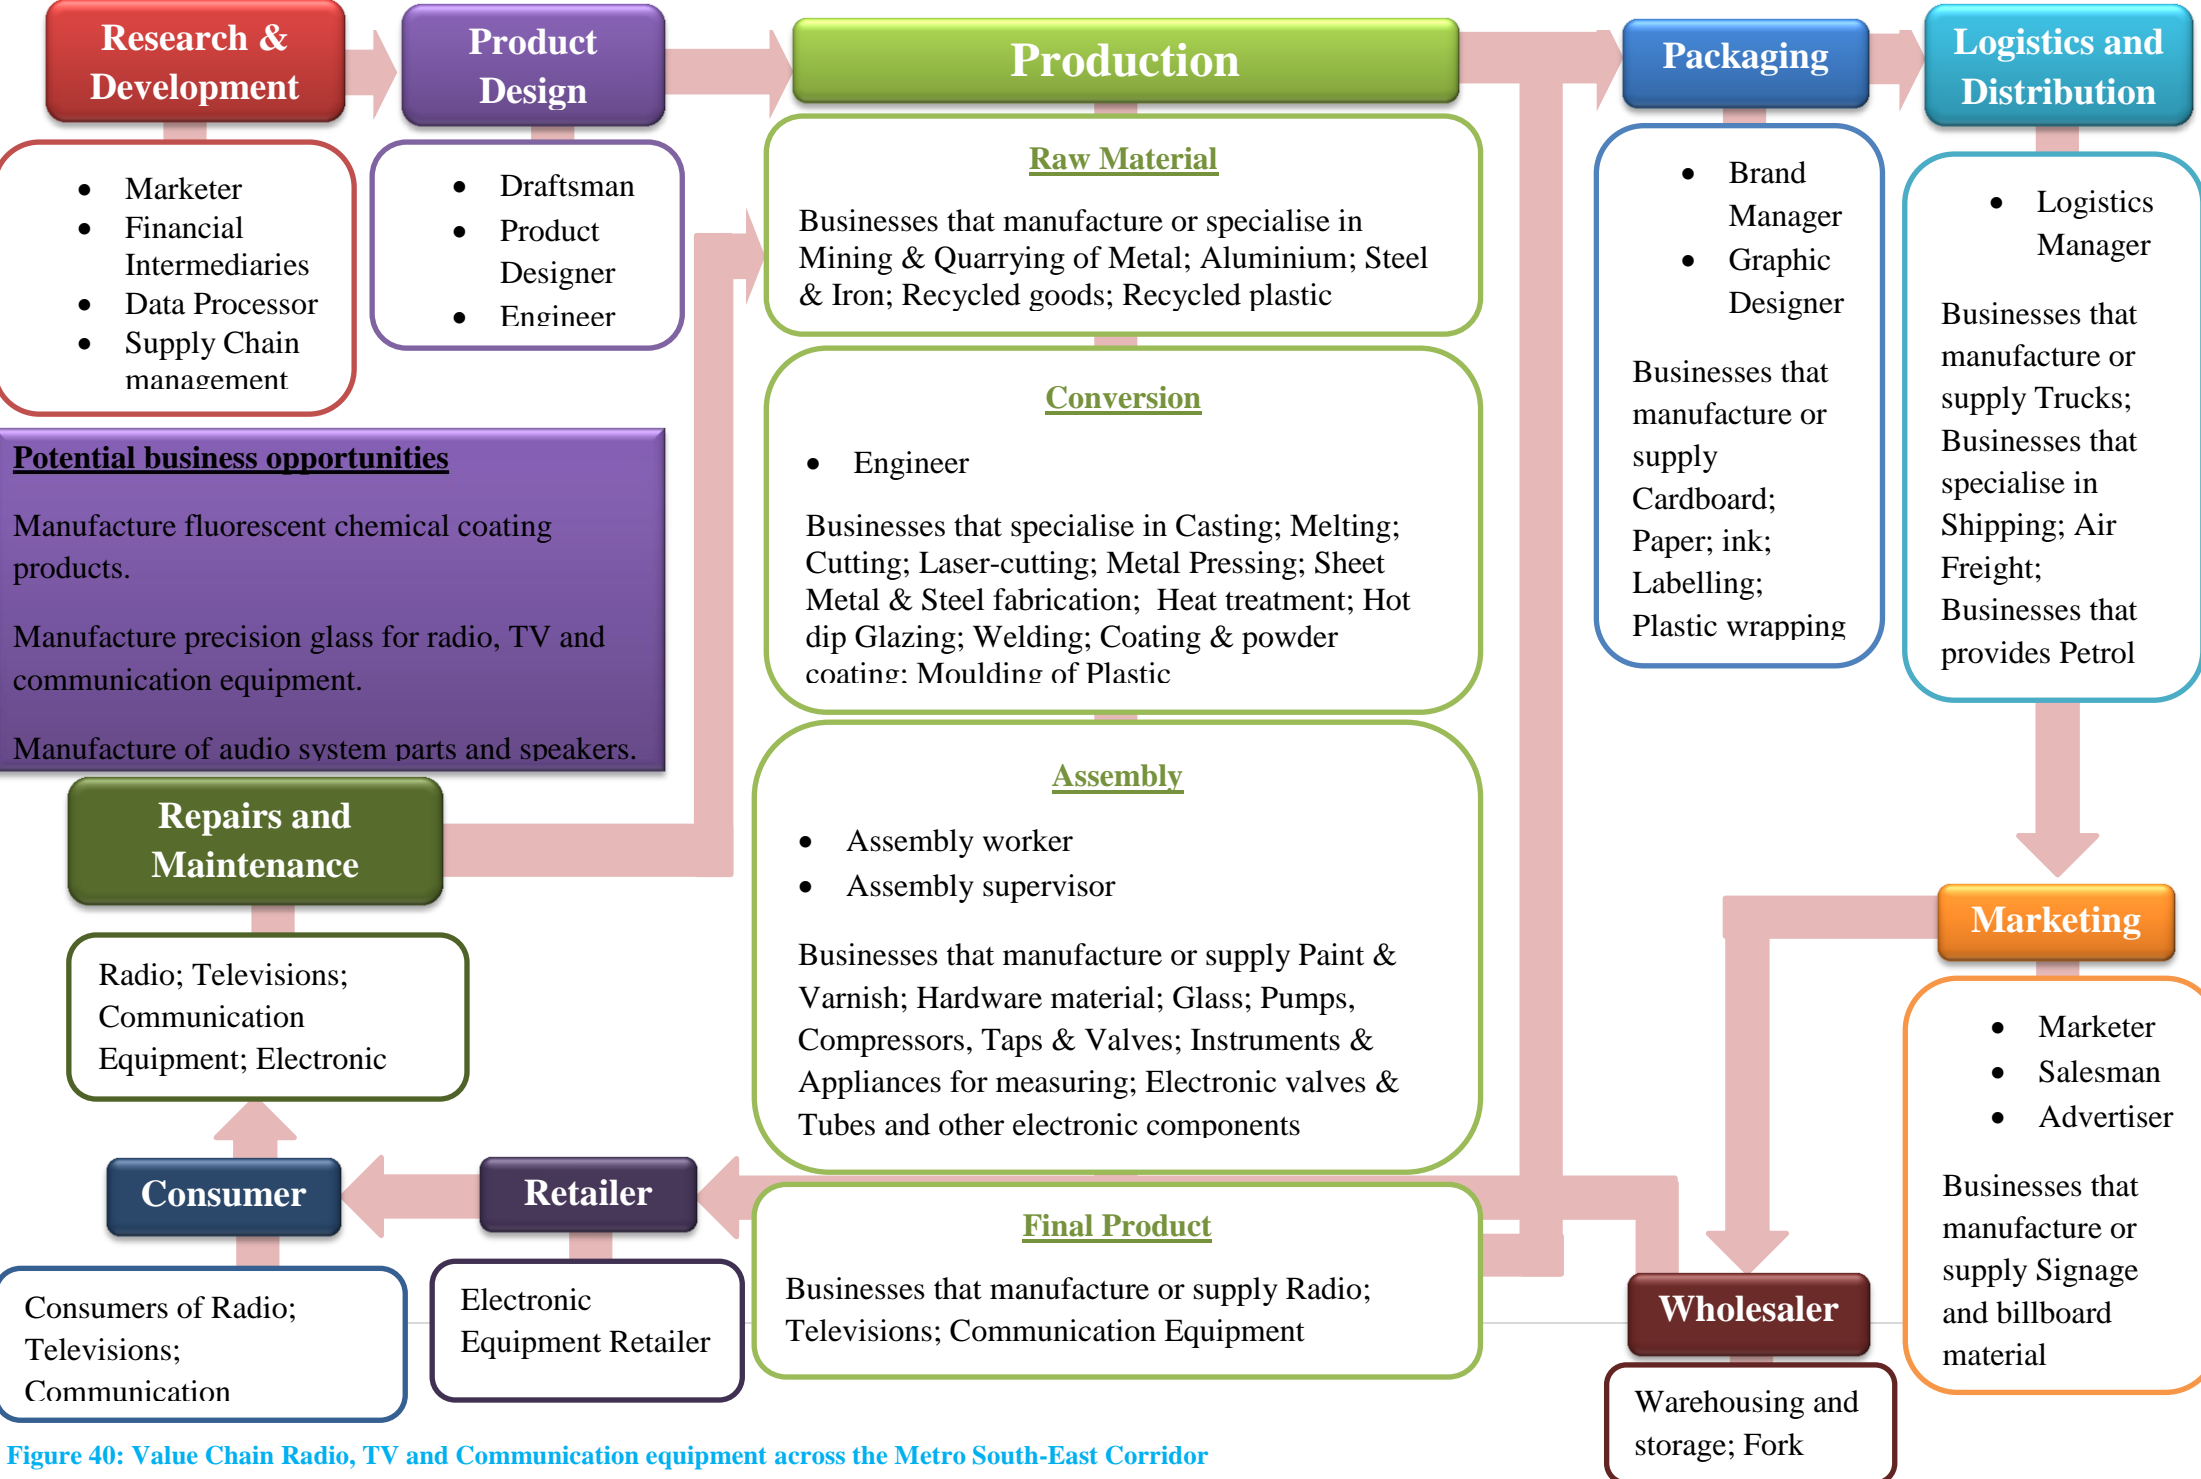 Research &
Development
Product
Design
Production
Packaging
Logistics and
Distribution
• Marketer
• Financial
Intermediaries
• Data Processor
• Supply Chain
management
• Draftsman
• Product
Designer
• Engineer
Raw Material
Businesses that manufacture or specialise in
Mining & Quarrying of Metal; Aluminium; Steel
& Iron; Recycled goods; Recycled plastic
• Brand
Manager
• Graphic
Designer
Businesses that
manufacture or
supply
Cardboard;
Paper; ink;
Labelling;
Plastic wrapping
• Logistics
Manager
Businesses that
manufacture or
supply Trucks;
Businesses that
specialise in
Shipping; Air
Freight;
Businesses that
provides Petrol
Conversion
• Engineer
Businesses that specialise in Casting; Melting;
Cutting; Laser-cutting; Metal Pressing; Sheet
Metal & Steel fabrication;  Heat treatment; Hot
dip Glazing; Welding; Coating & powder
coating; Moulding of Plastic
Potential business opportunities
Manufacture fluorescent chemical coating
products.
Manufacture precision glass for radio, TV and
communication equipment.
Manufacture of audio system parts and speakers.
Assembly
• Assembly worker
• Assembly supervisor
Businesses that manufacture or supply Paint &
Varnish; Hardware material; Glass; Pumps,
Compressors, Taps & Valves; Instruments &
Appliances for measuring; Electronic valves &
Tubes and other electronic components
Repairs and
Maintenance
Radio; Televisions;
Communication
Equipment; Electronic
Marketing
• Marketer
• Salesman
• Advertiser
Businesses that
manufacture or
supply Signage
and billboard
material
Consumer
Retailer
Final Product
Businesses that manufacture or supply Radio;
Televisions; Communication Equipment
Wholesaler
Warehousing and
storage; Fork
Consumers of Radio;
Televisions;
Communication
Electronic
Equipment Retailer
Figure 40: Value Chain Radio, TV and Communication equipment across the Metro South-East Corridor